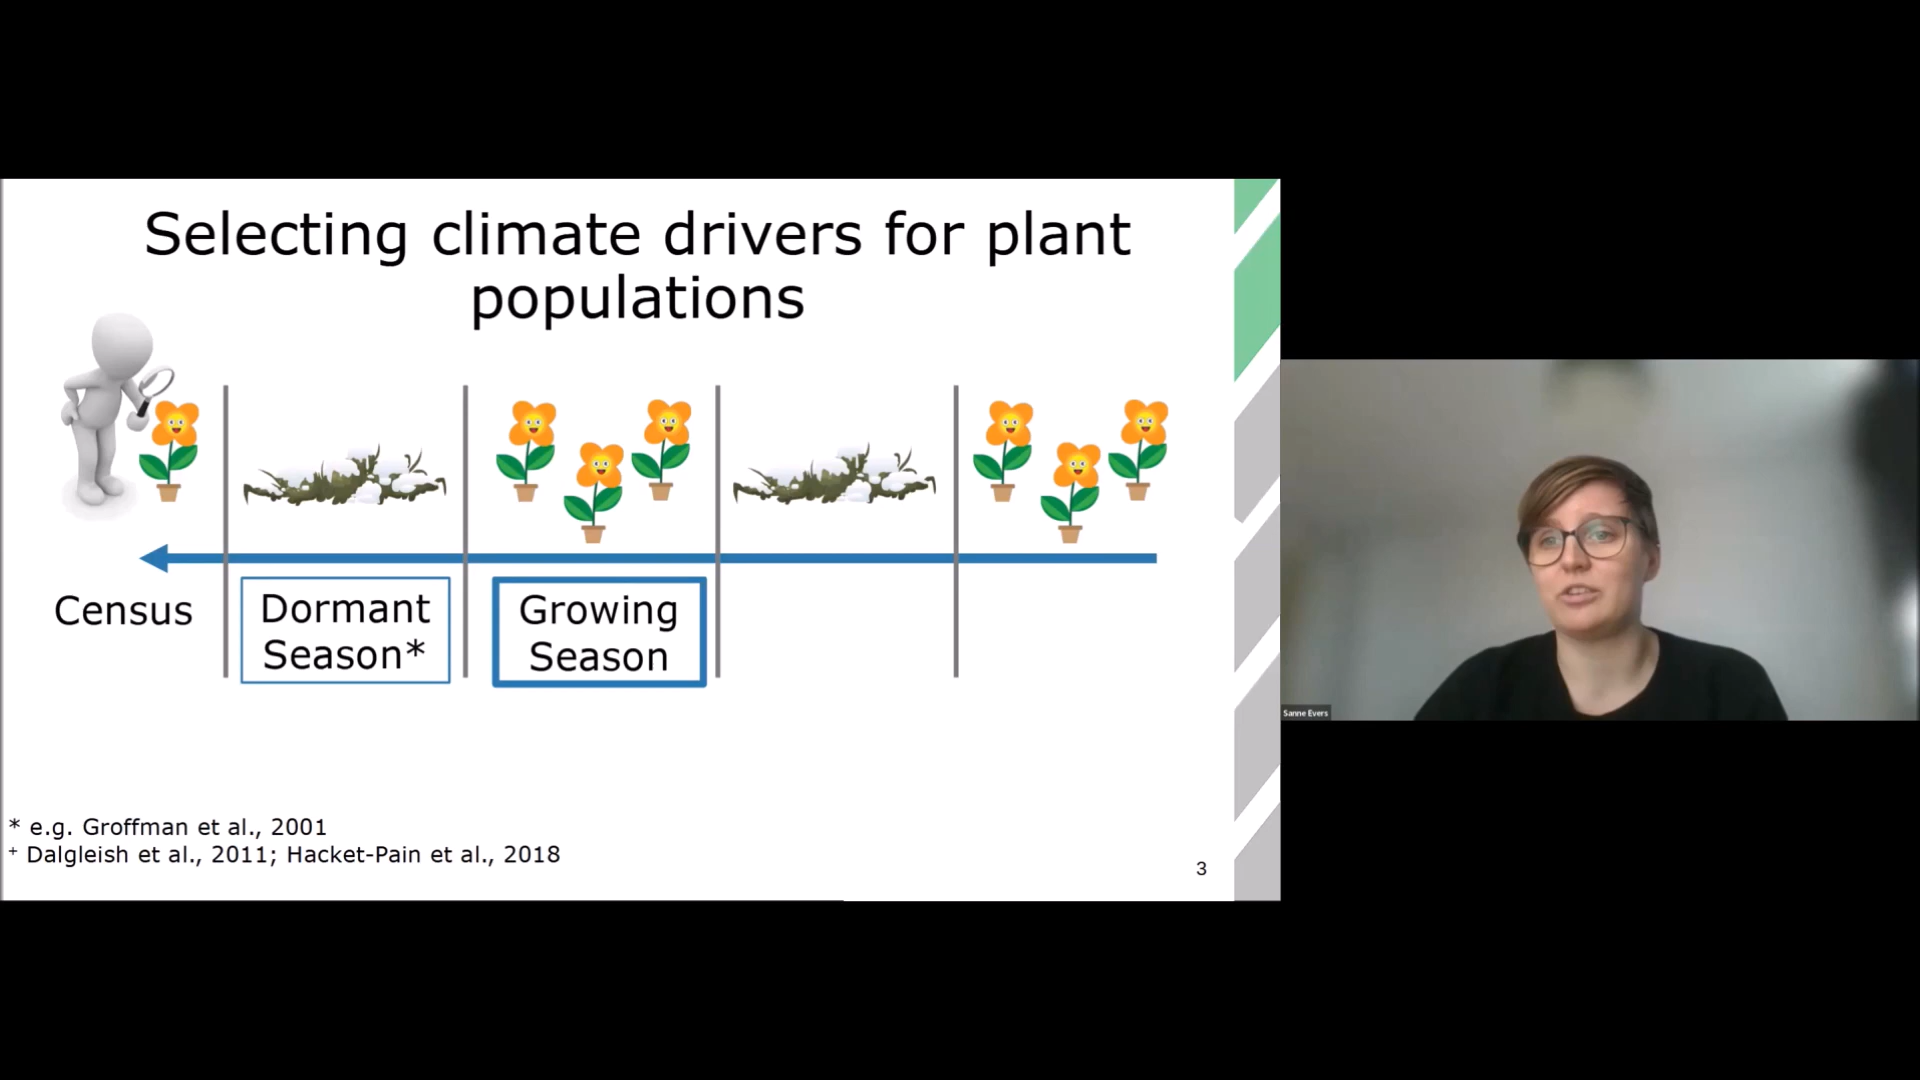 Selecting climate drivers for plant
populations
Census
Dormant
Season*
Growing
Season
* e.g. Groffman et al., 2001
+ Dalgleish et al., 2011; Hacket-Pain et al., 2018
3
Sanne Evers